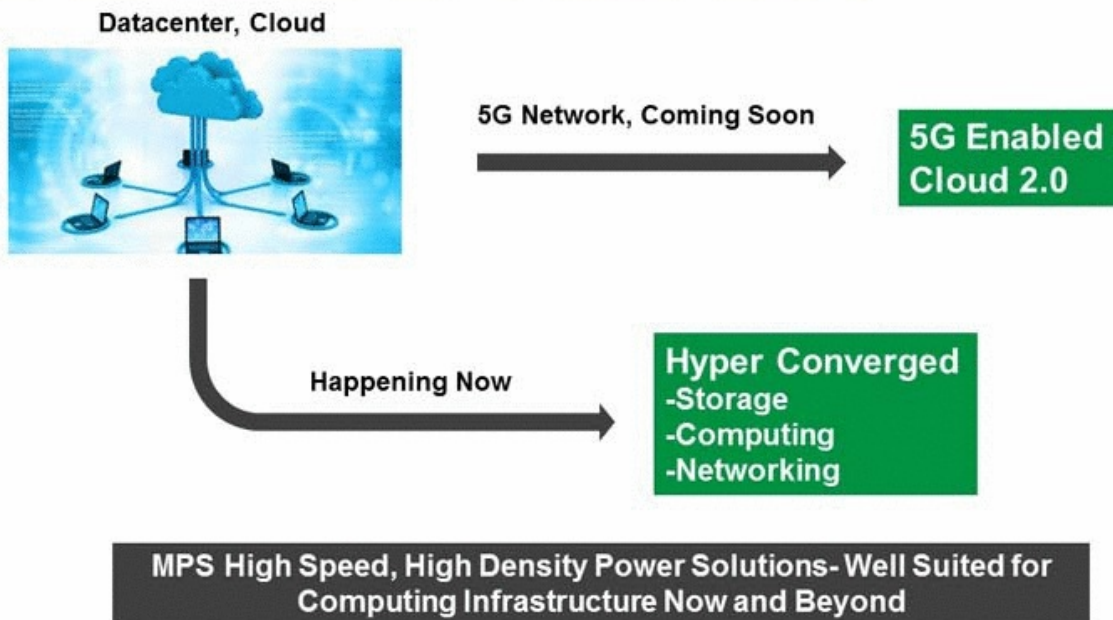 Datacenter, Cloud
5G Network, Coming Soon
5G Enabled
Cloud 2.0
Happening Now
Hyper Converged
-Storage
-Computing
-Networking
MPS High Speed, High Density Power Solutions- Well Suited for
Computing Infrastructure Now and Beyond